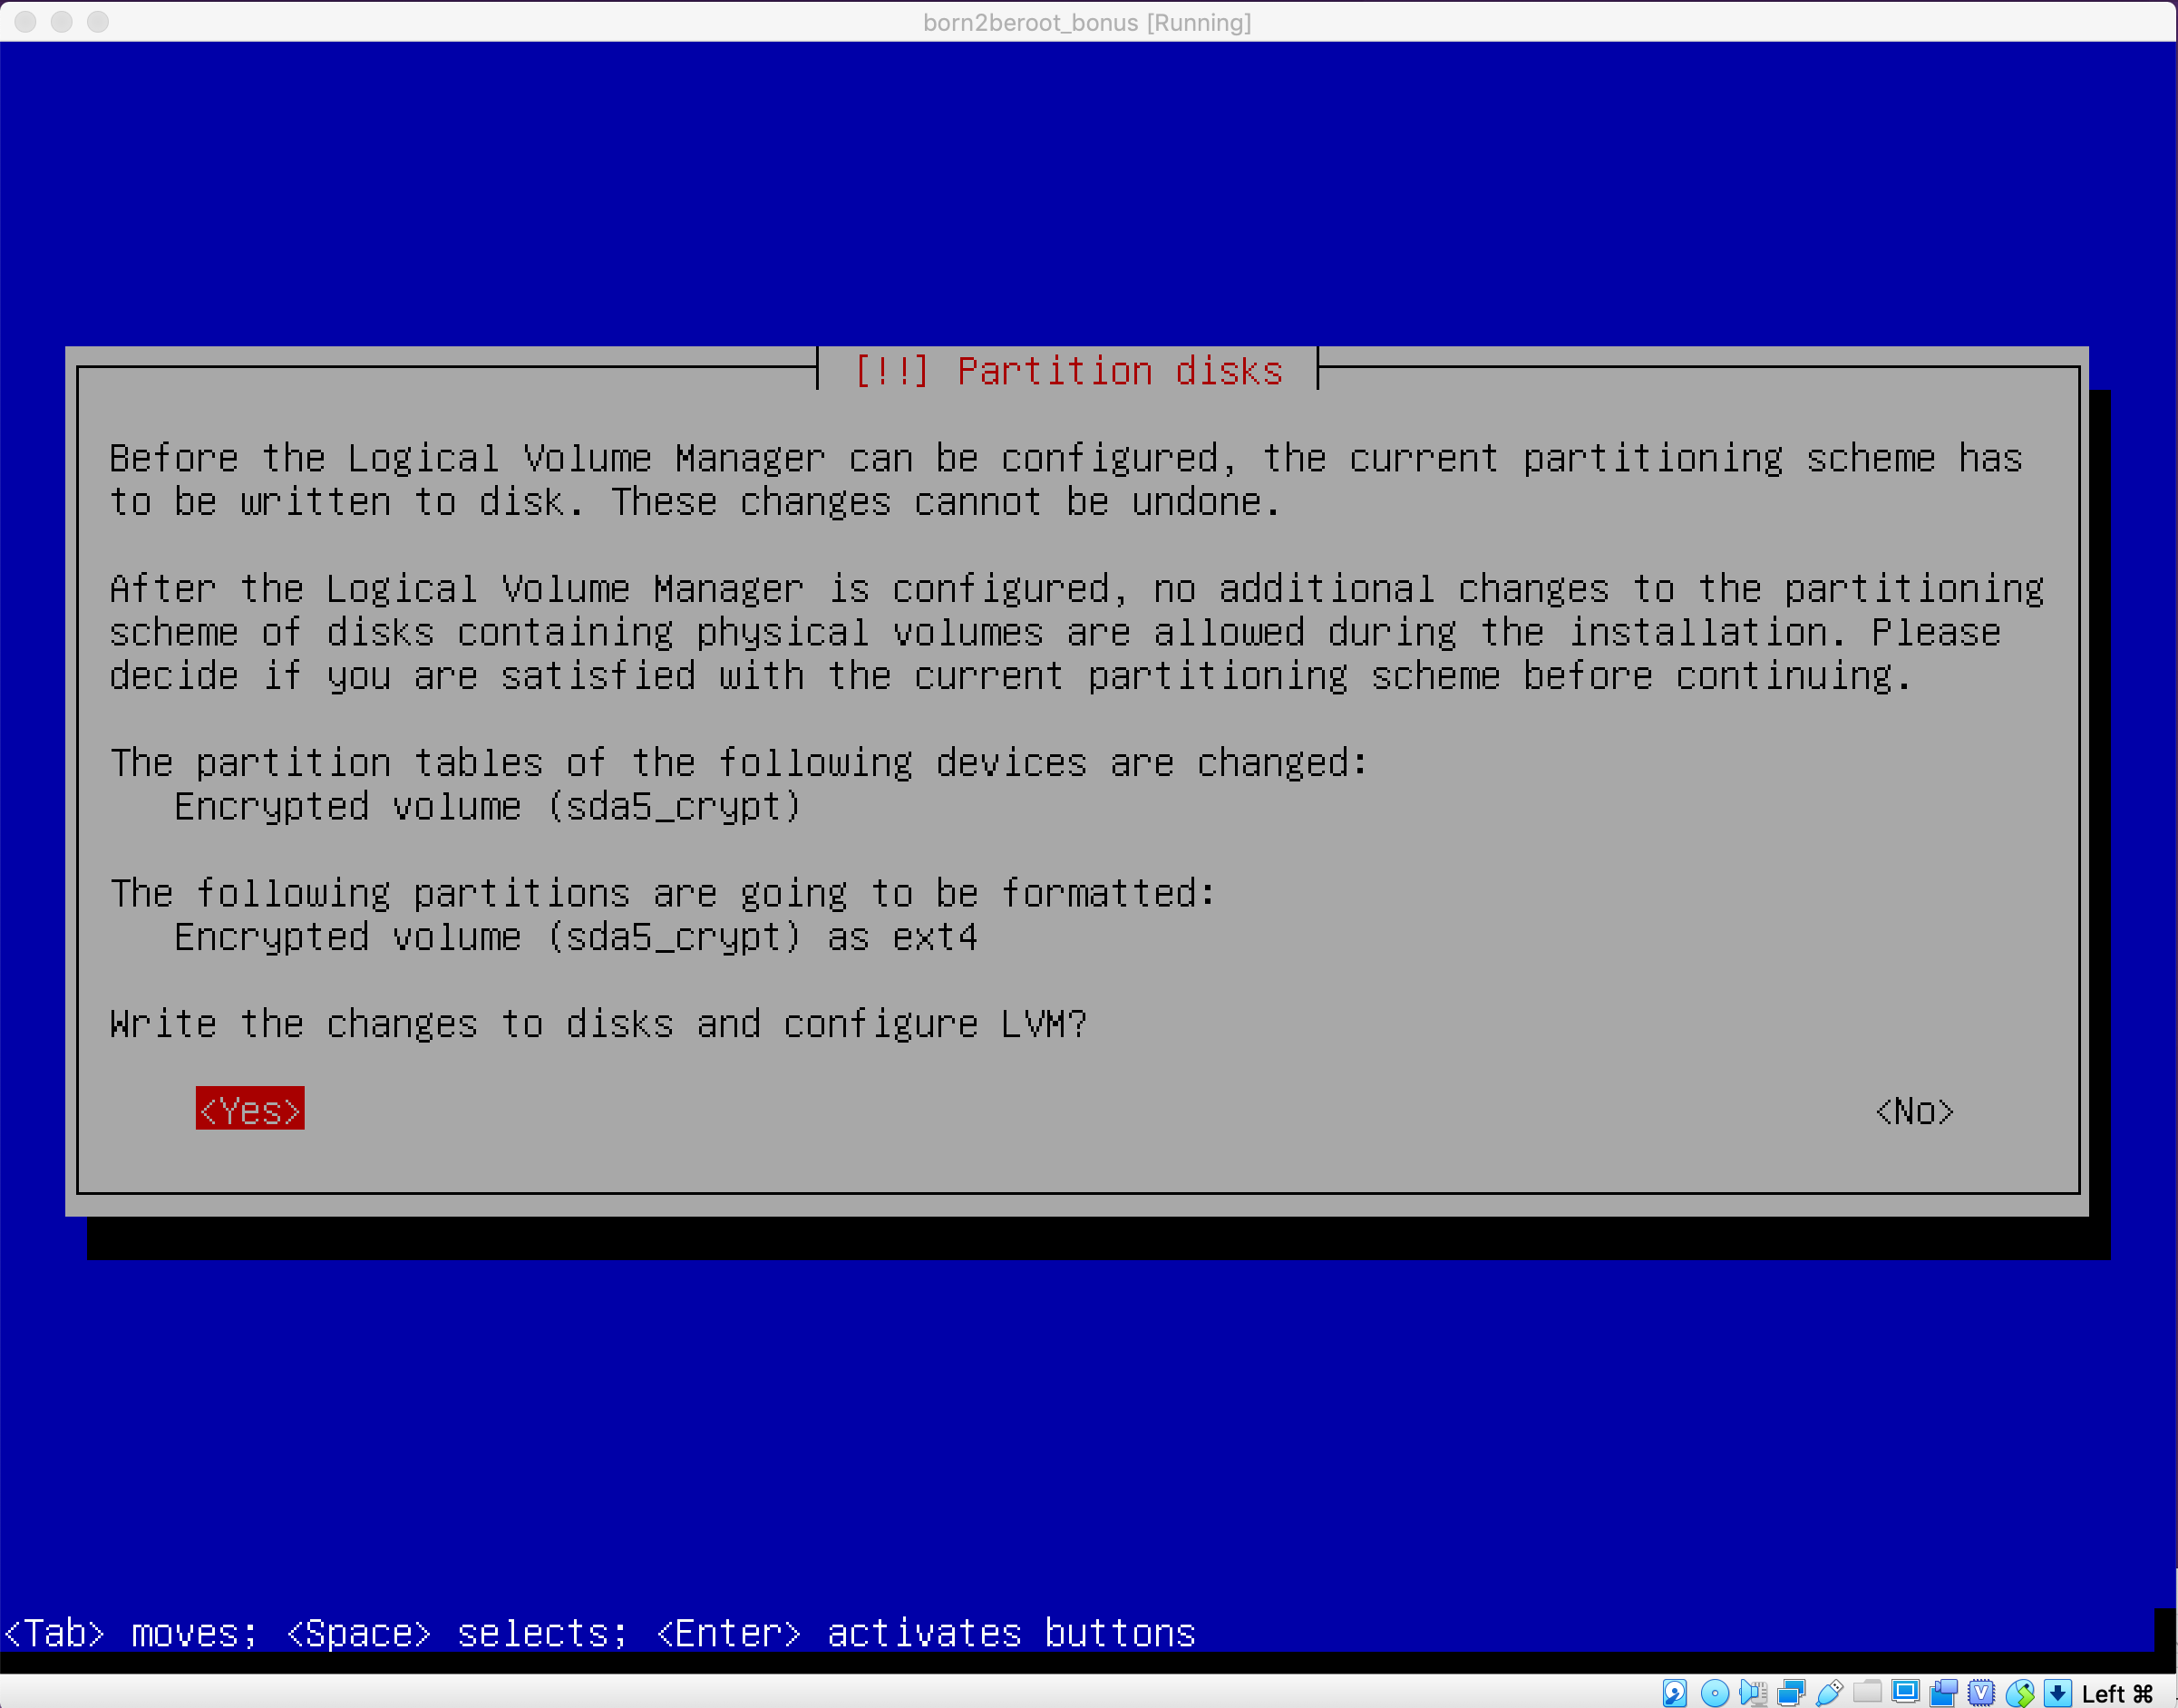 born2beroot_bonus [Running]
[!!] Partition disks
Before the Logical Volume Manager can be configured, the current partitioning scheme has
to be written to disk. These changes cannot be undone.
After the Logical Volume Manager is configured, no additional changes to the partitioning
scheme of disks containing physical volumes are allowed during the installation. Please
decide if you are satisfied with the current partitioning scheme before continuing.
The partition tables of the following devices are changed:
Encrypted volume (sda5_crypt)
The following partitions are going to be formatted:
Encrypted volume (sda5_crypt) as ext4
Write the changes to disks and configure LVM?
<Yes> <No>
<Tab> moves; <Space> selects; <Enter> activates buttons
Left ⌘